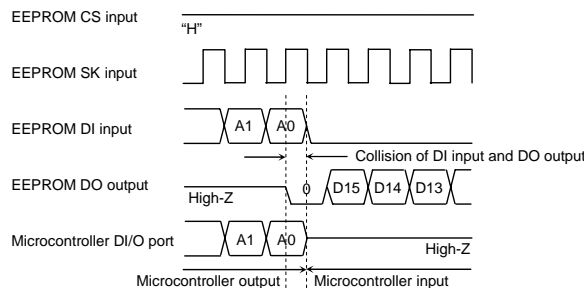 EEPROM CS input
“H”
EEPROM SK input
EEPROM DI input
A1 A0
Collision of DI input and DO output
EEPROM DO output
High-Z
0 D15 D14 D13
Microcontroller DI/O port
A1 A0
High-Z
Microcontroller output Microcontroller input